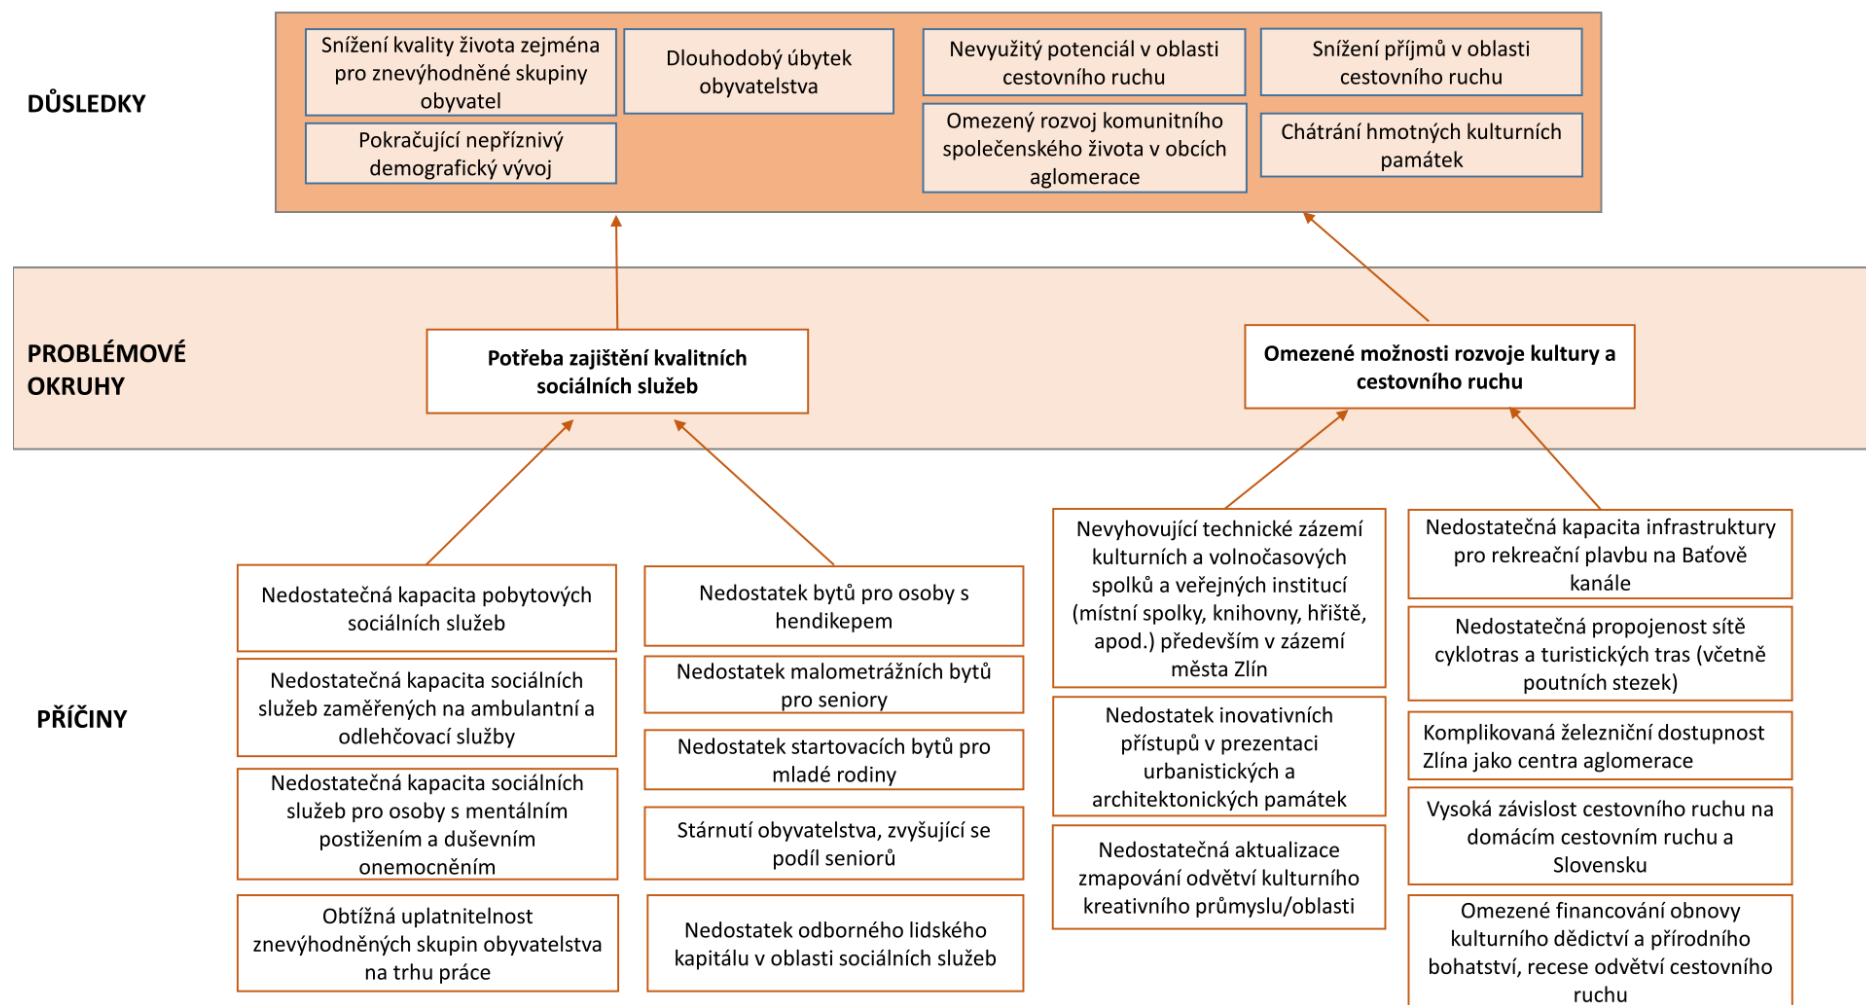 DŮSLEDKY
Snížení kvality života zejména
pro znevýhodněné skupiny
obyvatel
Dlouhodobý úbytek
obyvatelstva
Nevyužitý potenciál v oblasti
cestovního ruchu
Snížení příjmů v oblasti
cestovního ruchu
Pokračující nepříznivý
demografický vývoj
Omezený rozvoj komunitního
společenského života v obcích
aglomerace
Chátrání hmotných kulturních
památek
PROBLÉMOVÉ
OKRUHY
Potřeba zajištění kvalitních
sociálních služeb
Omezené možnosti rozvoje kultury a
cestovního ruchu
PŘÍČINY
Nedostatečná kapacita pobytových
sociálních služeb
Nedostatečná kapacita sociálních
služeb zaměřených na ambulantní a
odlehčovací služby
Nedostatečná kapacita sociálních
služeb pro osoby s mentálním
postižením a duševním
onemocněním
Obtížná uplatnitelnost
znevýhodněných skupin obyvatelstva
na trhu práce
Nedostatek bytů pro osoby s
hendikepem
Nedostatek malometrážních bytů
pro seniory
Nedostatek startovacích bytů pro
mladé rodiny
Stárnutí obyvatelstva, zvyšující se
podíl seniorů
Nedostatek odborného lidského
kapitálu v oblasti sociálních služeb
Nevyhovující technické zázemí
kulturních a volnočasových
spolků a veřejných institucí
(místní spolky, knihovny, hřiště,
apod.) především v zázemí
města Zlín
Nedostatek inovativních
přístupů v prezentaci
urbanistických a
architektonických památek
Nedostatečná aktualizace
zmapování odvětví kulturního
kreativního průmyslu/oblasti
Nedostatečná kapacita infrastruktury
pro rekreační plavbu na Baťově
kanále
Nedostatečná propojenost sítě
cyklotras a turistických tras (včetně
poutních stezek)
Komplikovaná železniční dostupnost
Zlína jako centra aglomerace
Vysoká závislost cestovního ruchu na
domácím cestovním ruchu a
Slovensku
Omezené financování obnovy
kulturního dědictví a přírodního
bohatství, recese odvětví cestovního
ruchu